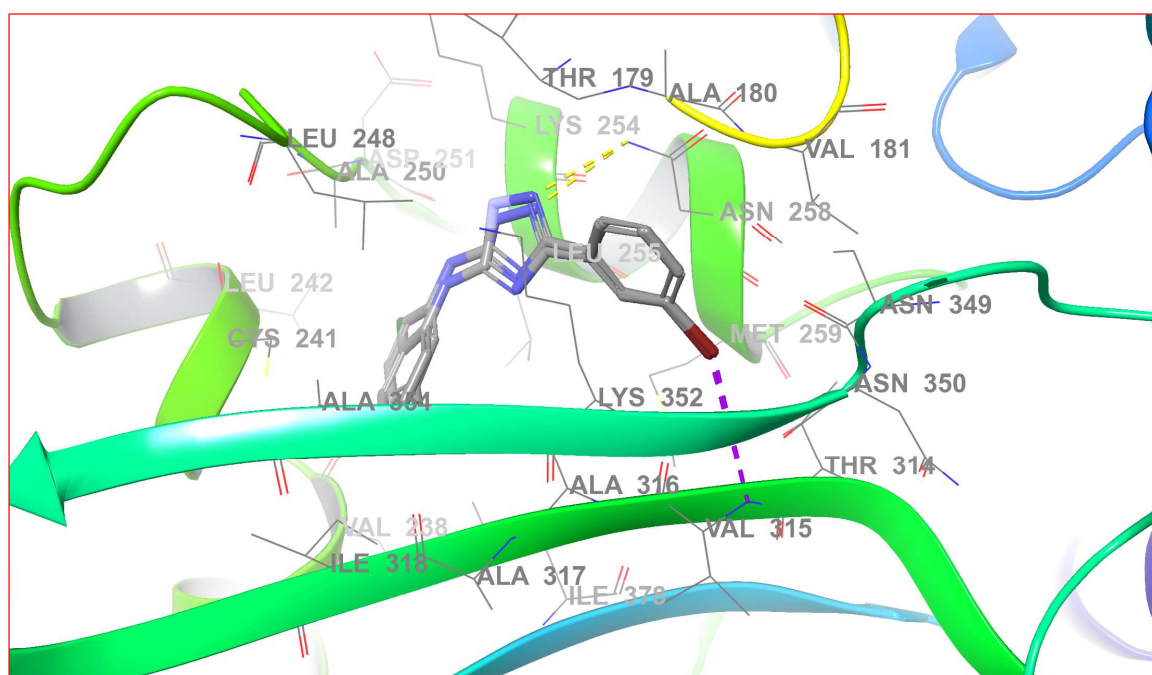 THR 179
ALA 180
LYS 254
LEU 248
VAL 181
ASP 251
ALA 250
ASN 258
LEU 255
LEU 242
ASN 349
CYS 241
MET 259
ASN 350
ALA 354
LYS 352
THR 314
ALA 316
VAL 315
VAL 238
ILE 318
ALA 317
ILE 378